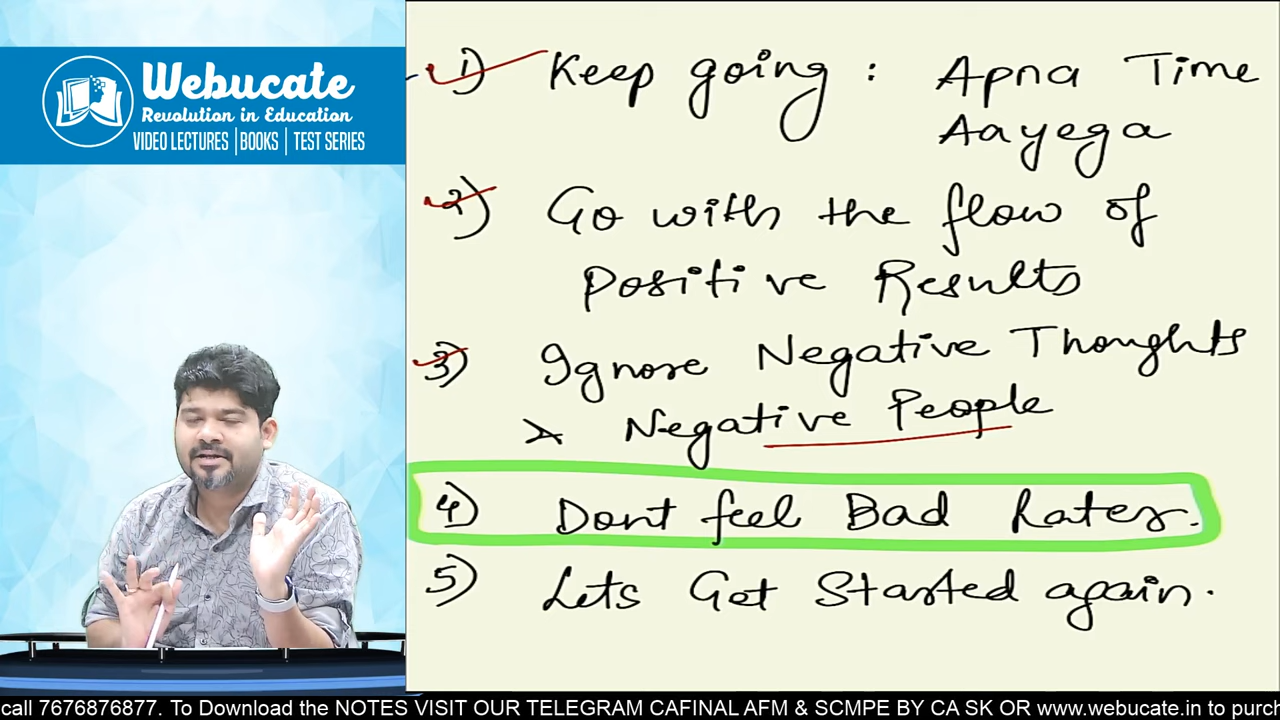 Webucate
Revolution in Education
VIDEO LECTURES | BOOKS | TEST SERIES
1) Keep going : Apna Time
Aayega
2) Go with the flow of
Positive Results
3) Ignore Negative Thoughts
& Negative People
4) Dont feel Bad Later.
5) Lets Get Started again.
call 7676876877. To Download the NOTES VISIT OUR TELEGRAM CAFINAL AFM & SCMPE BY CA SK OR www.webucate.in to purch